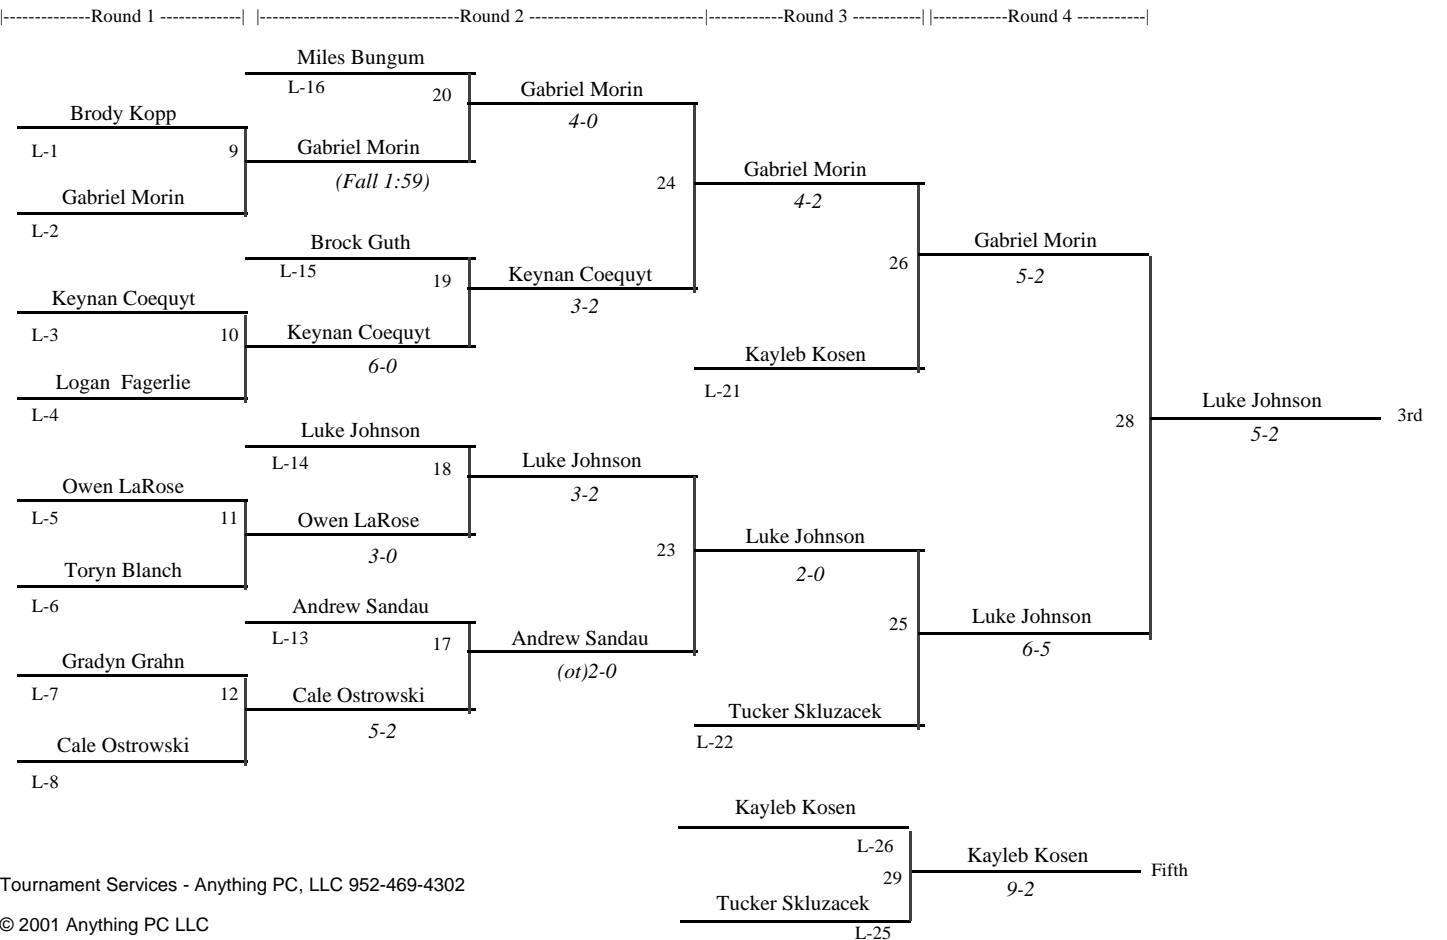 |--------------Round 1 -------------| |--------------------------------Round 2 ----------------------------|------------Round 3 -----------| |------------Round 4 -----------|
Miles Bungum
L-16
20
Gabriel Morin
4-0
Brody Kopp
L-1
9
Gabriel Morin
(Fall 1:59)
Gabriel Morin
L-2
24
Gabriel Morin
4-2
Brock Guth
L-15
19
Keynan Coequyt
3-2
26
Gabriel Morin
5-2
Keynan Coequyt
L-3
10
Keynan Coequyt
6-0
Logan  Fagerlie
L-4
Kayleb Kosen
L-21
Luke Johnson
L-14
18
Luke Johnson
3-2
28
Luke Johnson
5-2
3rd
Owen LaRose
L-5
11
Owen LaRose
3-0
Toryn Blanch
L-6
23
Luke Johnson
2-0
Andrew Sandau
L-13
17
Andrew Sandau
(ot)2-0
25
Luke Johnson
6-5
Gradyn Grahn
L-7
12
Cale Ostrowski
5-2
Cale Ostrowski
L-8
Tucker Skluzacek
L-22
Kayleb Kosen
L-26
29
Kayleb Kosen
9-2
Fifth
Tucker Skluzacek
L-25
Tournament Services - Anything PC, LLC 952-469-4302
© 2001 Anything PC LLC